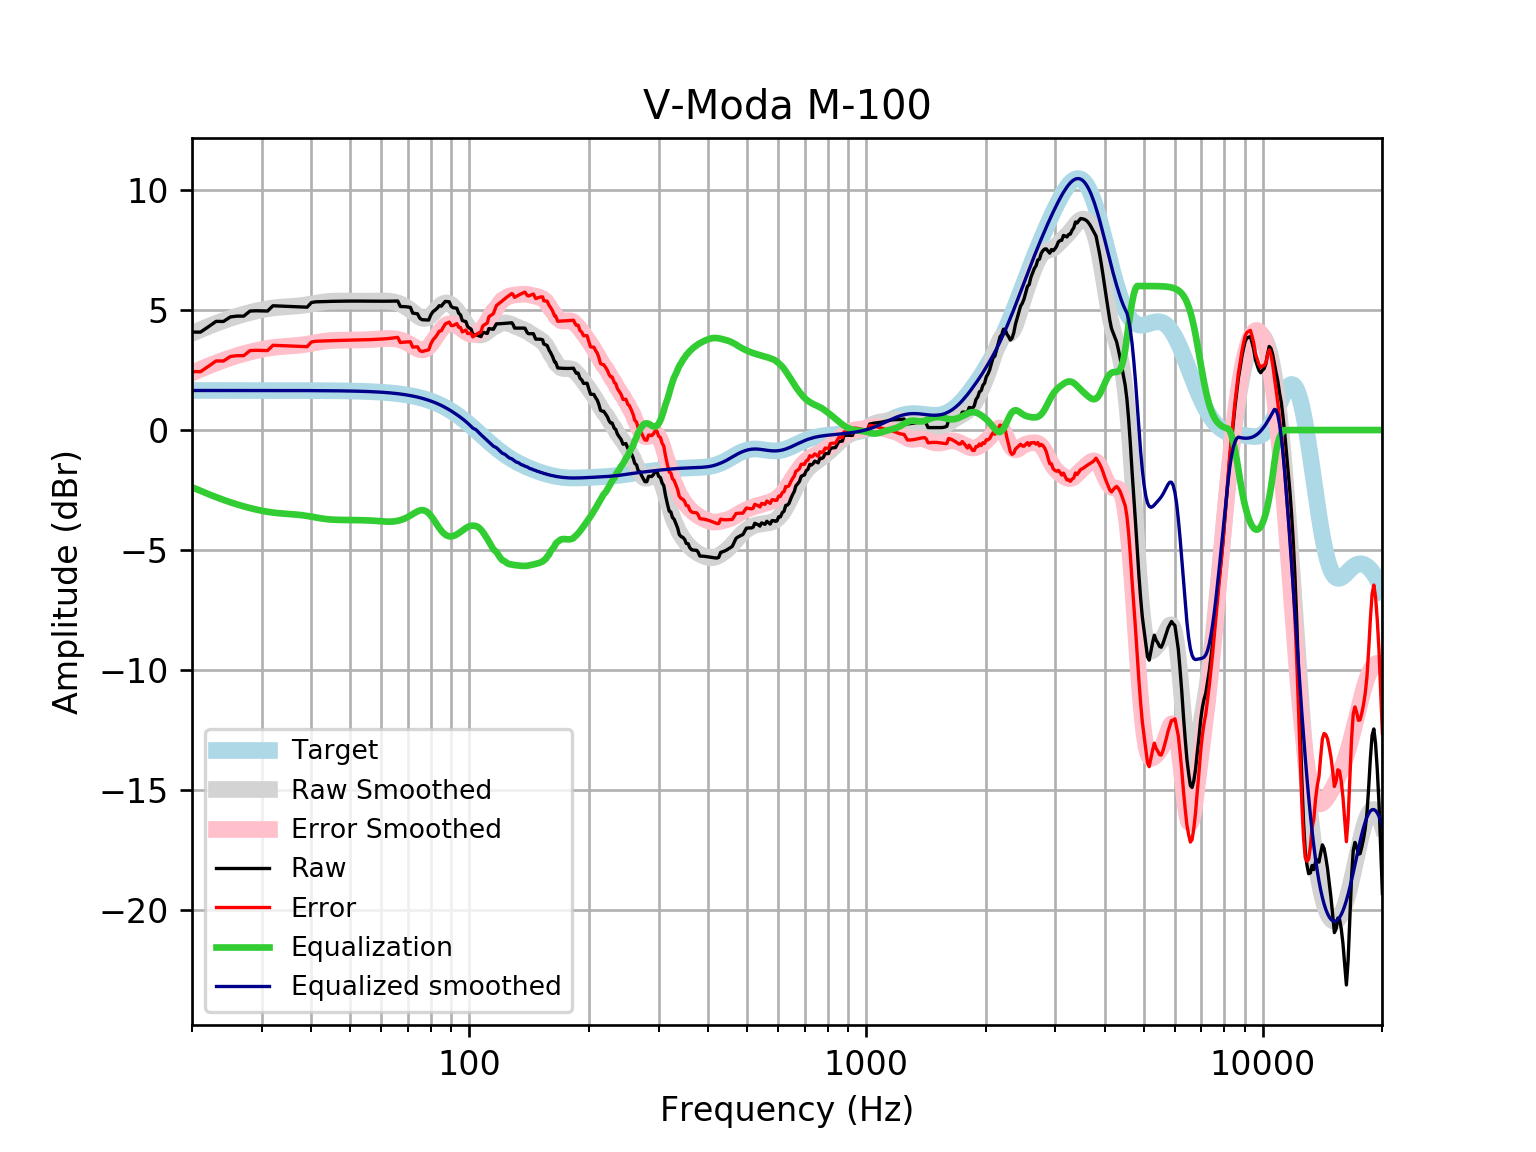 V-Moda M-100
10
5
0
−5
−10
−15
−20
Amplitude (dBr)
Target
Raw Smoothed
Error Smoothed
Raw
Error
Equalization
Equalized smoothed
100
1000
10000
Frequency (Hz)